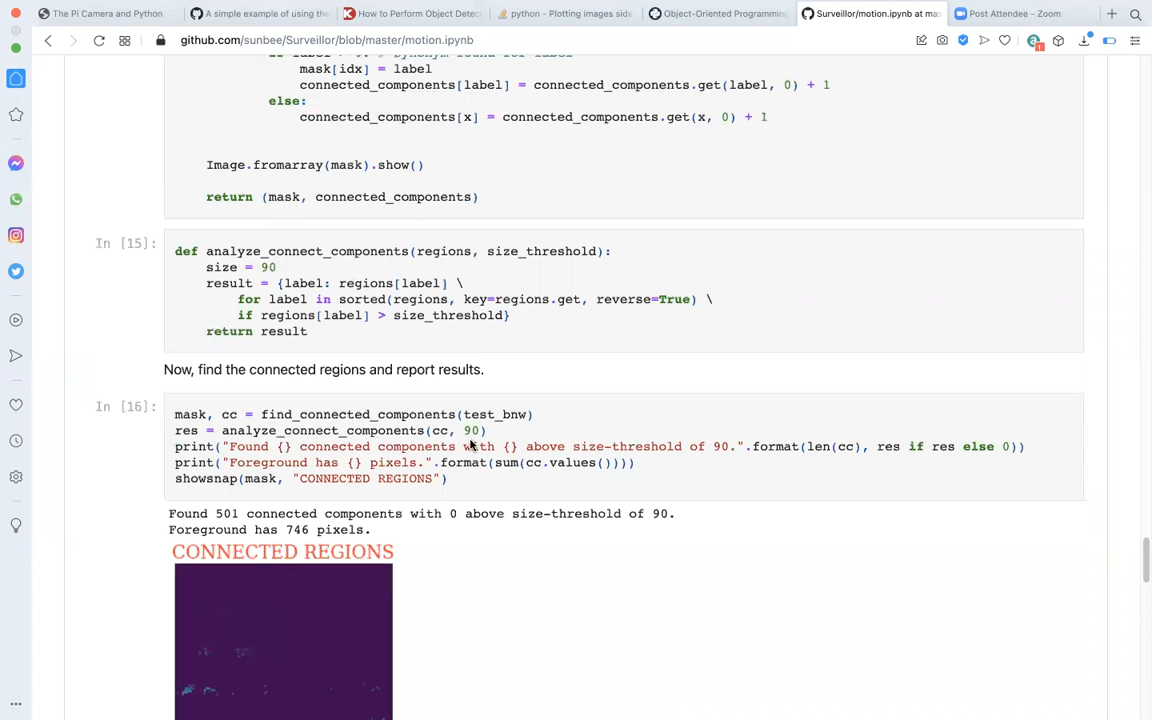 The Pi Camera and Python
A simple example of using the
How to Perform Object Detec
python - Plotting images side
Object-Oriented Programming
Surveillor/motion.ipynb at mas
Post Attendee - Zoom
github.com/sunbee/Surveillor/blob/master/motion.ipynb
mask[idx] = label
connected_components[label] = connected_components.get(label, 0) + 1
else:
connected_components[x] = connected_components.get(x, 0) + 1
Image.fromarray(mask).show()
return (mask, connected_components)
In [15]:
def analyze_connect_components(regions, size_threshold):
size = 90
result = {label: regions[label] \
for label in sorted(regions, key=regions.get, reverse=True) \
if regions[label] > size_threshold}
return result
Now, find the connected regions and report results.
In [16]:
mask, cc = find_connected_components(test_bnw)
res = analyze_connect_components(cc, 90)
print("Found {} connected components with {} above size-threshold of 90.".format(len(cc), res if res else 0))
print("Foreground has {} pixels.".format(sum(cc.values())))
showsnap(mask, "CONNECTED REGIONS")
Found 501 connected components with 0 above size-threshold of 90.
Foreground has 746 pixels.
CONNECTED REGIONS